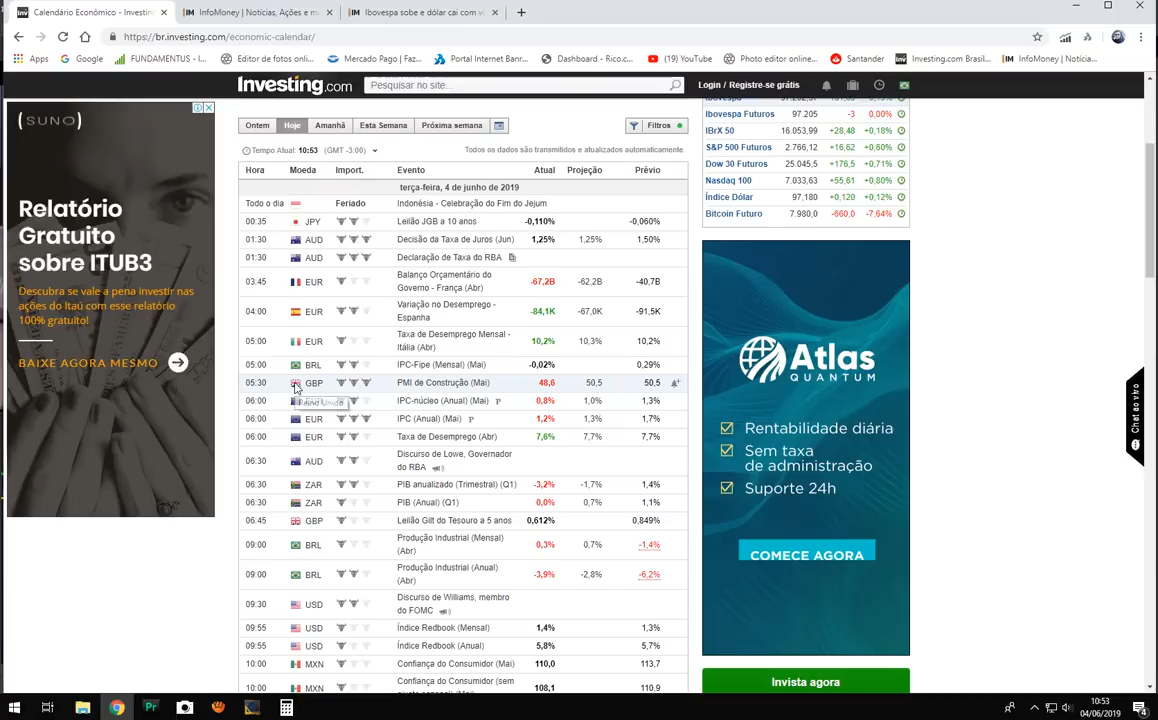 Calendário Econômico - Investin
InfoMoney | Notícias, Ações e m
Ibovespa sobe e dólar cai com v
https://br.investing.com/economic-calendar/
Apps
Google
FUNDAMENTUS - I...
Editor de fotos onli...
Mercado Pago | Faz...
Portal Internet Banr...
Dashboard - Rico.c...
(19) YouTube
Photo editor online...
Santander
Investing.com Brasil...
InfoMoney | Notícia...
Investing.com
Pesquisar no site...
Login / Registre-se grátis
(SUNO)
Relatório
Gratuito
sobre ITUB3
Descubra se vale a pena investir nas
ações do Itaú com esse relatório
100% gratuito!
BAIXE AGORA MESMO
Ontem Hoje Amanhã Esta Semana Próxima semana
Filtros
Tempo Atual: 10:53 (GMT -3:00)
Todos os dados são transmitidos e atualizados automaticamente
Hora Moeda Import. Evento Atual Projeção Prévio
terça-feira, 4 de junho de 2019
Todo o dia Feriado Indonésia - Celebração do Fim do Jejum
00:35 JPY Leilão JGB a 10 anos -0,110% -0,060%
01:30 AUD Decisão da Taxa de Juros (Jun) 1,25% 1,25% 1,50%
01:30 AUD Declaração de Taxa do RBA
03:45 EUR Balanço Orçamentário do
Governo - França (Abr) -67,2B -62,2B -40,7B
04:00 EUR Variação no Desemprego -
Espanha -84,1K -67,0K -91,5K
05:00 EUR Taxa de Desemprego Mensal -
Itália (Abr) 10,2% 10,3% 10,2%
05:00 BRL IPC-Fipe (Mensal) (Mai) -0,02% 0,29%
05:30 GBP PMI de Construção (Mai) 48,6 50,5 50,5
Reino Unido
06:00 IPC-núcleo (Anual) (Mai) P 0,8% 1,0% 1,3%
06:00 EUR IPC (Anual) (Mai) P 1,2% 1,3% 1,7%
06:00 EUR Taxa de Desemprego (Abr) 7,6% 7,7% 7,7%
06:30 AUD Discurso de Lowe, Governador
do RBA
06:30 ZAR PIB anualizado (Trimestral) (Q1) -3,2% -1,7% 1,4%
06:30 ZAR PIB (Anual) (Q1) 0,0% 0,7% 1,1%
06:45 GBP Leilão Gilt do Tesouro a 5 anos 0,612% 0,849%
09:00 BRL Produção Industrial (Mensal)
(Abr) 0,3% 0,7% -1,4%
09:00 BRL Produção Industrial (Anual)
(Abr) -3,9% -2,8% -6,2%
09:30 USD Discurso de Williams, membro
do FOMC
09:55 USD Índice Redbook (Mensal) 1,4% 1,3%
09:55 USD Índice Redbook (Anual) 5,8% 5,7%
10:00 MXN Confiança do Consumidor (Mai) 110,0 113,7
10:00 MXN Confiança do Consumidor (sem
108,1 110,9
Ibovespa
Ibovespa Futuros 97.205 -3 0,00%
IBrX 50 16.053,99 +28,48 +0,18%
S&P 500 Futuros 2.766,12 +16,62 +0,60%
Dow 30 Futuros 25.045,5 +176,5 +0,71%
Nasdaq 100 7.033,63 +55,61 +0,80%
Índice Dólar 97,180 +0,120 +0,12%
Bitcoin Futuro 7.980,0 -660,0 -7,64%
Atlas
QUANTUM
Rentabilidade diária
Sem taxa
de administração
Suporte 24h
COMECE AGORA
Invista agora
Chat ao vivo
10:53
04/06/2019
4